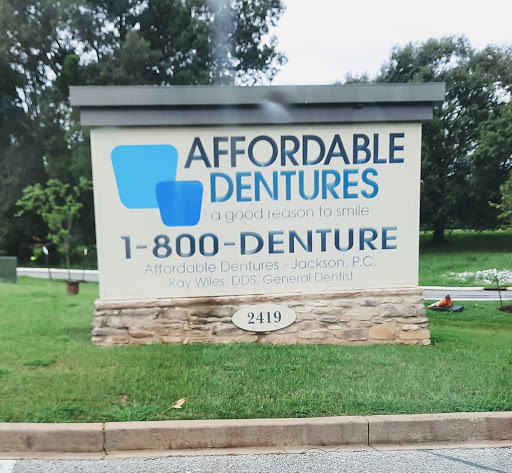 AFFORDABLE
DENTURES
a good reason to smile
1-800-DENTURE
Affordable Dentures - Jackson, P.C.
Kay Wiles, DDS, General Dentist
2419